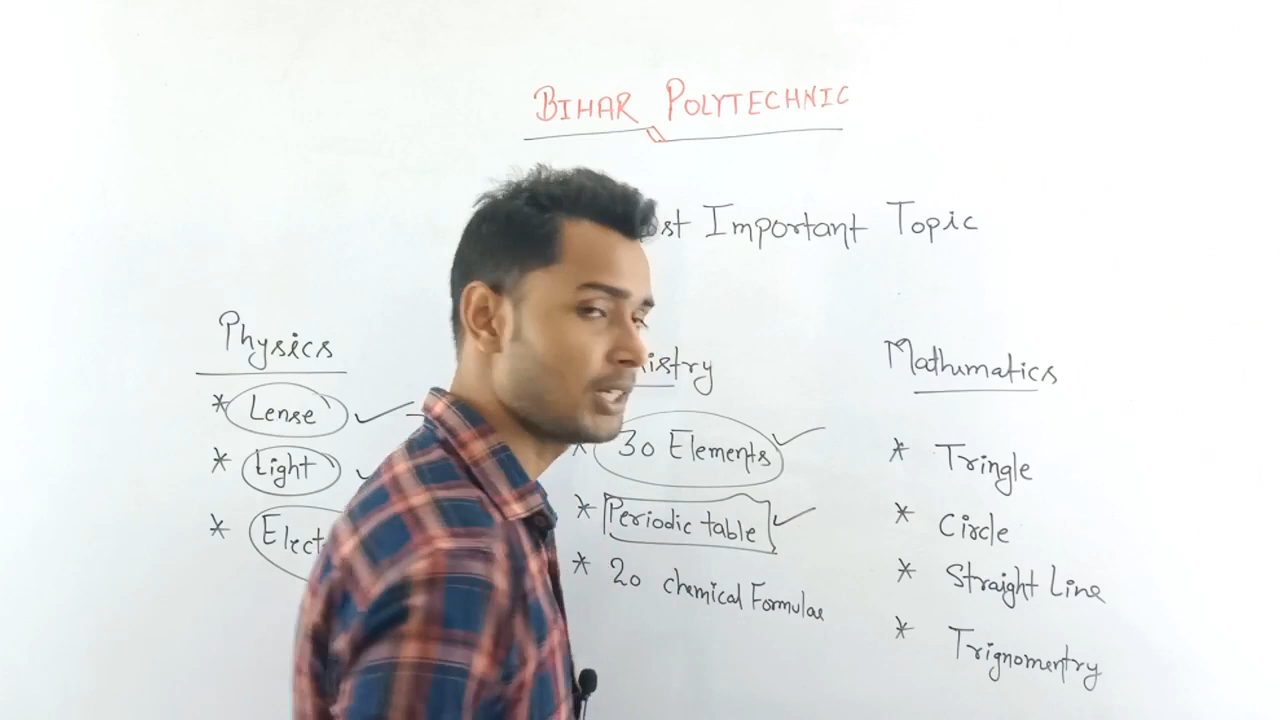 BIHAR POLYTECHNIC
Important Topic
Physics
* Lense
* Light
*
* 30 Elements
* Periodic table
* 20 chemical Formulae
Mathematics
* Tringle
* Circle
* Straight Line
* Trignomentry